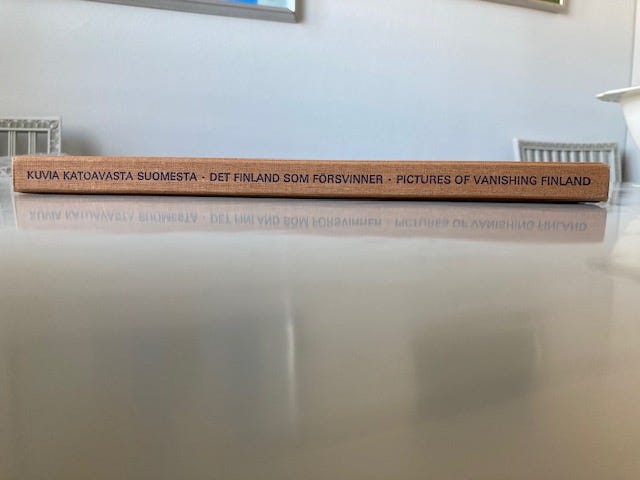 KUVIA KATOAVASTA SUOMESTA · DET FINLAND SOM FÖRSVINNER · PICTURES OF VANISHING FINLAND